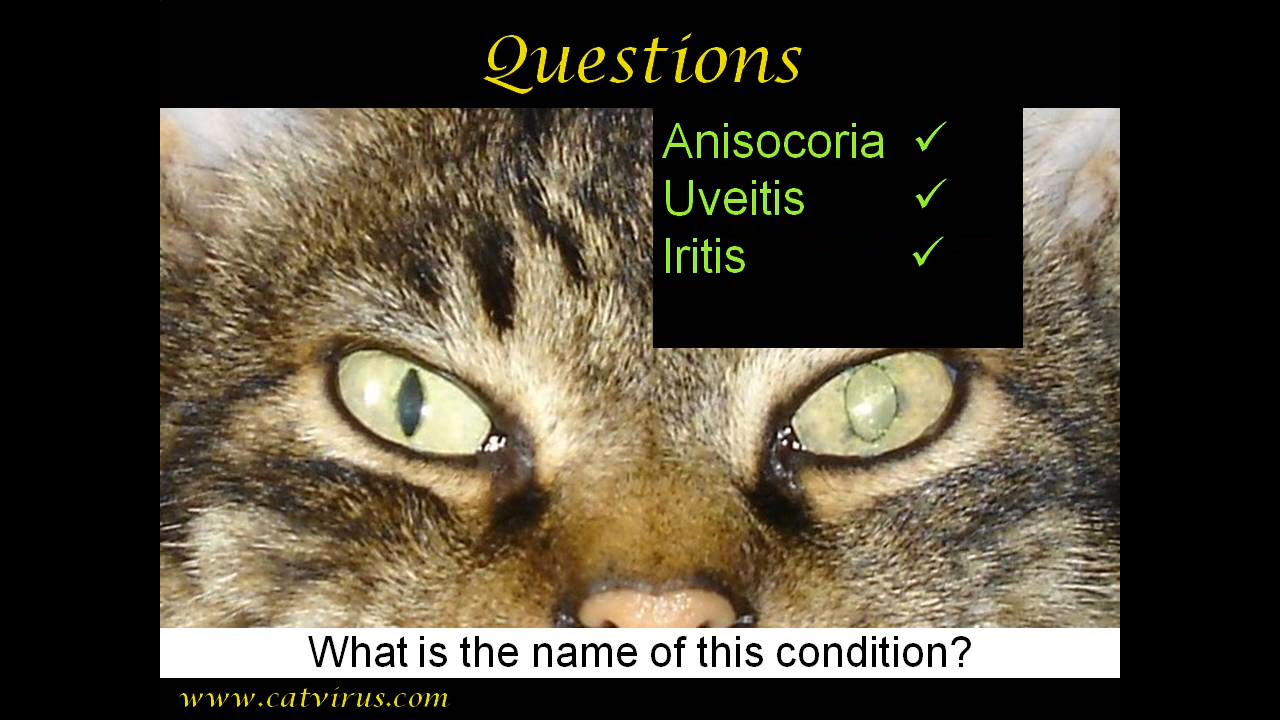 Questions
Anisocoria ✓
Uveitis ✓
Iritis ✓
What is the name of this condition?
www.catvirus.com